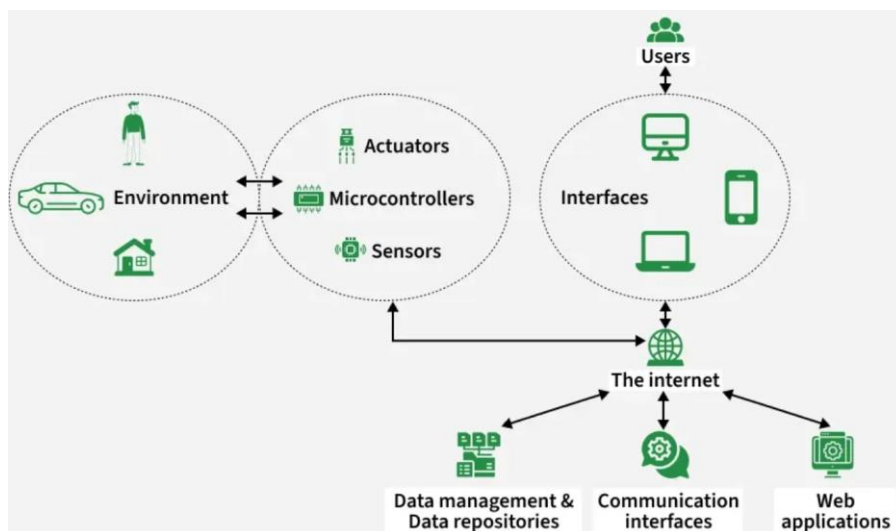 Users
Actuators
Environment
Microcontrollers
Interfaces
Sensors
The internet
Data management &
Data repositories
Communication
interfaces
Web
applications